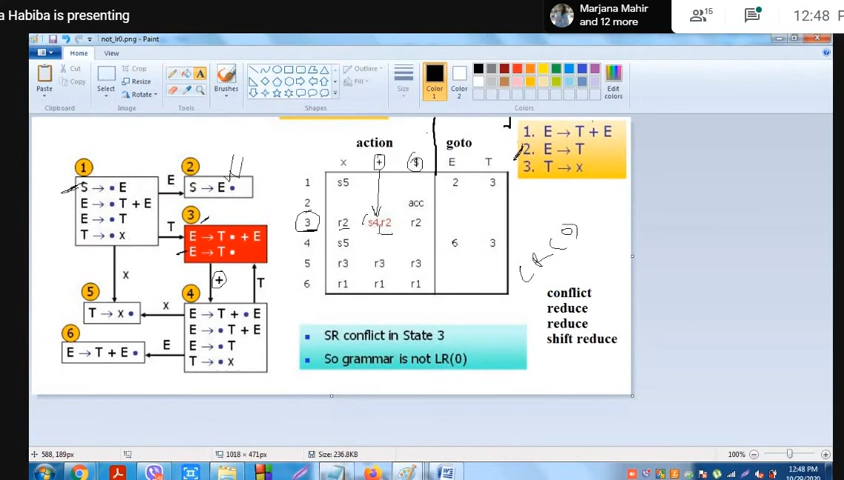 a Habiba is presenting
Marjana Mahir
and 12 more
15
12:48 P
not_lr0.png - Paint
Home
View
Paste
Cut
Copy
Clipboard
Select
Crop
Resize
Rotate
Image
Tools
Brushes
Outline
Fill
Shapes
Size
Color 1
Color 2
Edit colors
Colors
1. E → T + E
2. E → T
3. T → x
action
goto
x + $ E T
1 s5 2 3
2 acc
3 r2 s4,r2 r2
4 s5 6 3
5 r3 r3 r3
6 r1 r1 r1
1
S → • E
E → • T + E
E → • T
T → • x
E
2
S → E •
T
3
E → T • + E
E → T •
x
+
T
5
T → x •
x
4
E → T + • E
E → • T + E
E → • T
T → • x
6
E → T + E •
E
LR(0)
conflict
reduce
reduce
shift reduce
SR conflict in State 3
So grammar is not LR(0)
588, 189px
1018 × 471px
Size: 236.8KB
100%
12:48 PM
10/29/2020